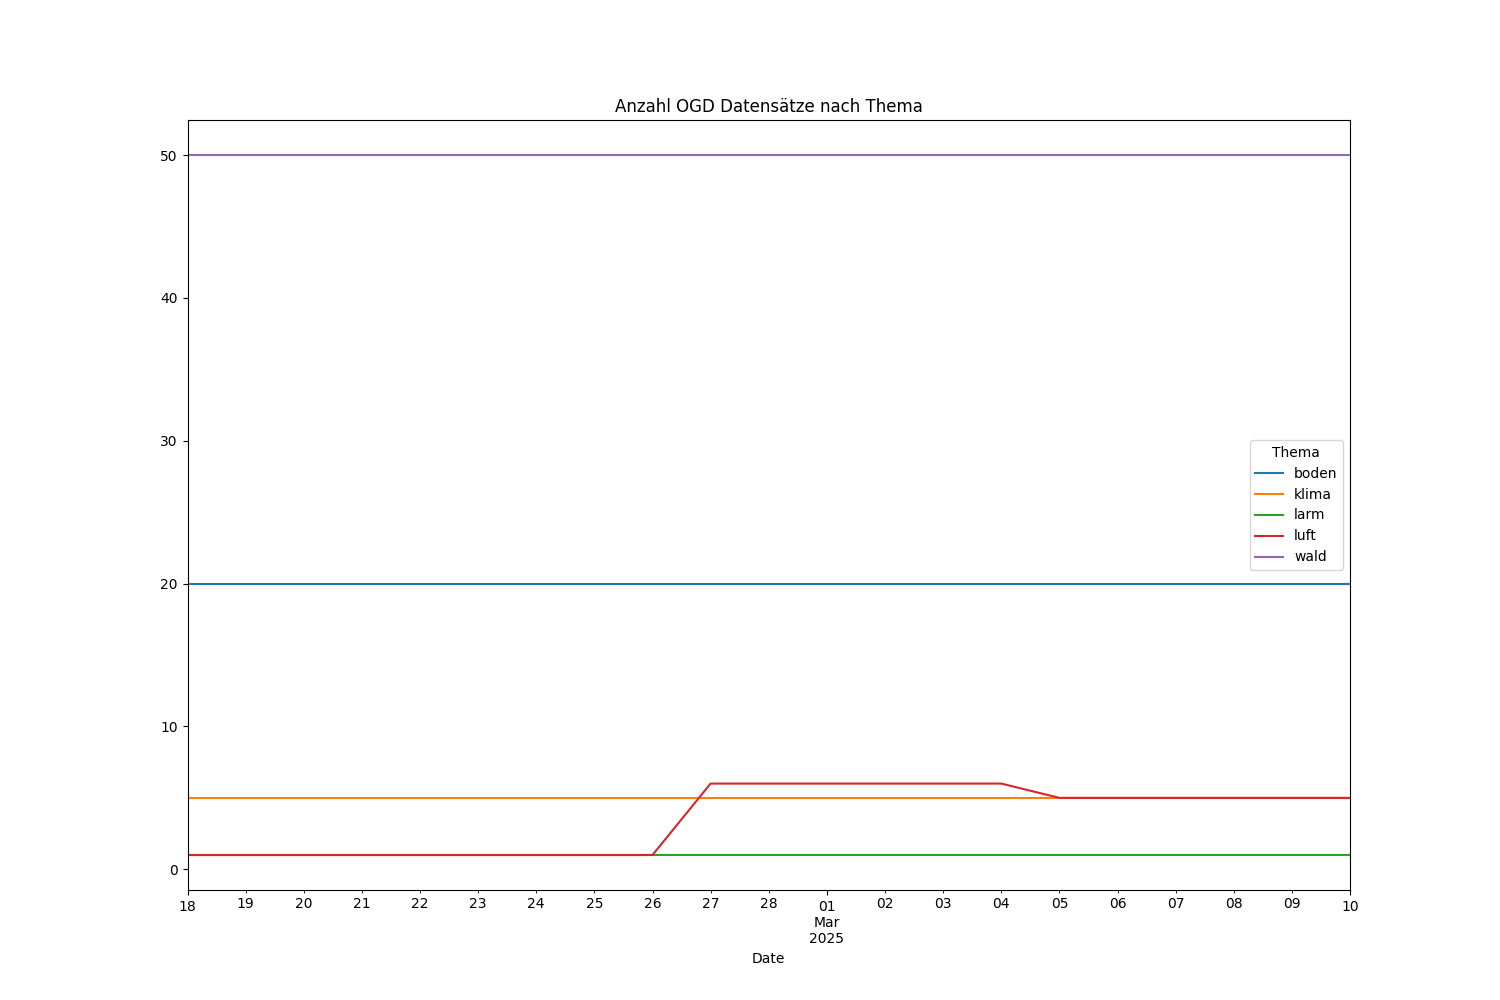 Anzahl OGD Datensätze nach Thema
50
40
30
20
10
0
Thema
boden
klima
larm
luft
wald
18 19 20 21 22 23 24 25 26 27 28 01 02 03 04 05 06 07 08 09 10
Mar
2025
Date